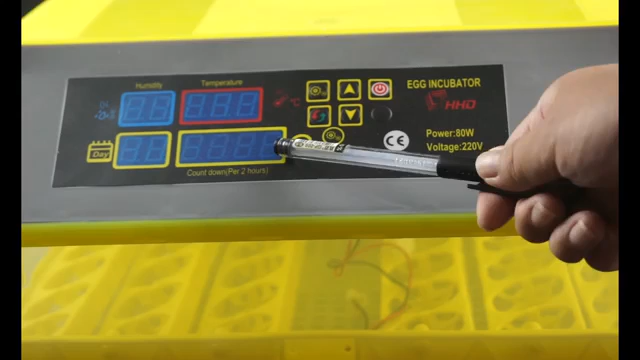 Humidity
Temperature
EGG INCUBATOR
HHD
°C
Day
CE
Power:80W
Voltage:220V
Count down(Per 2 hours)